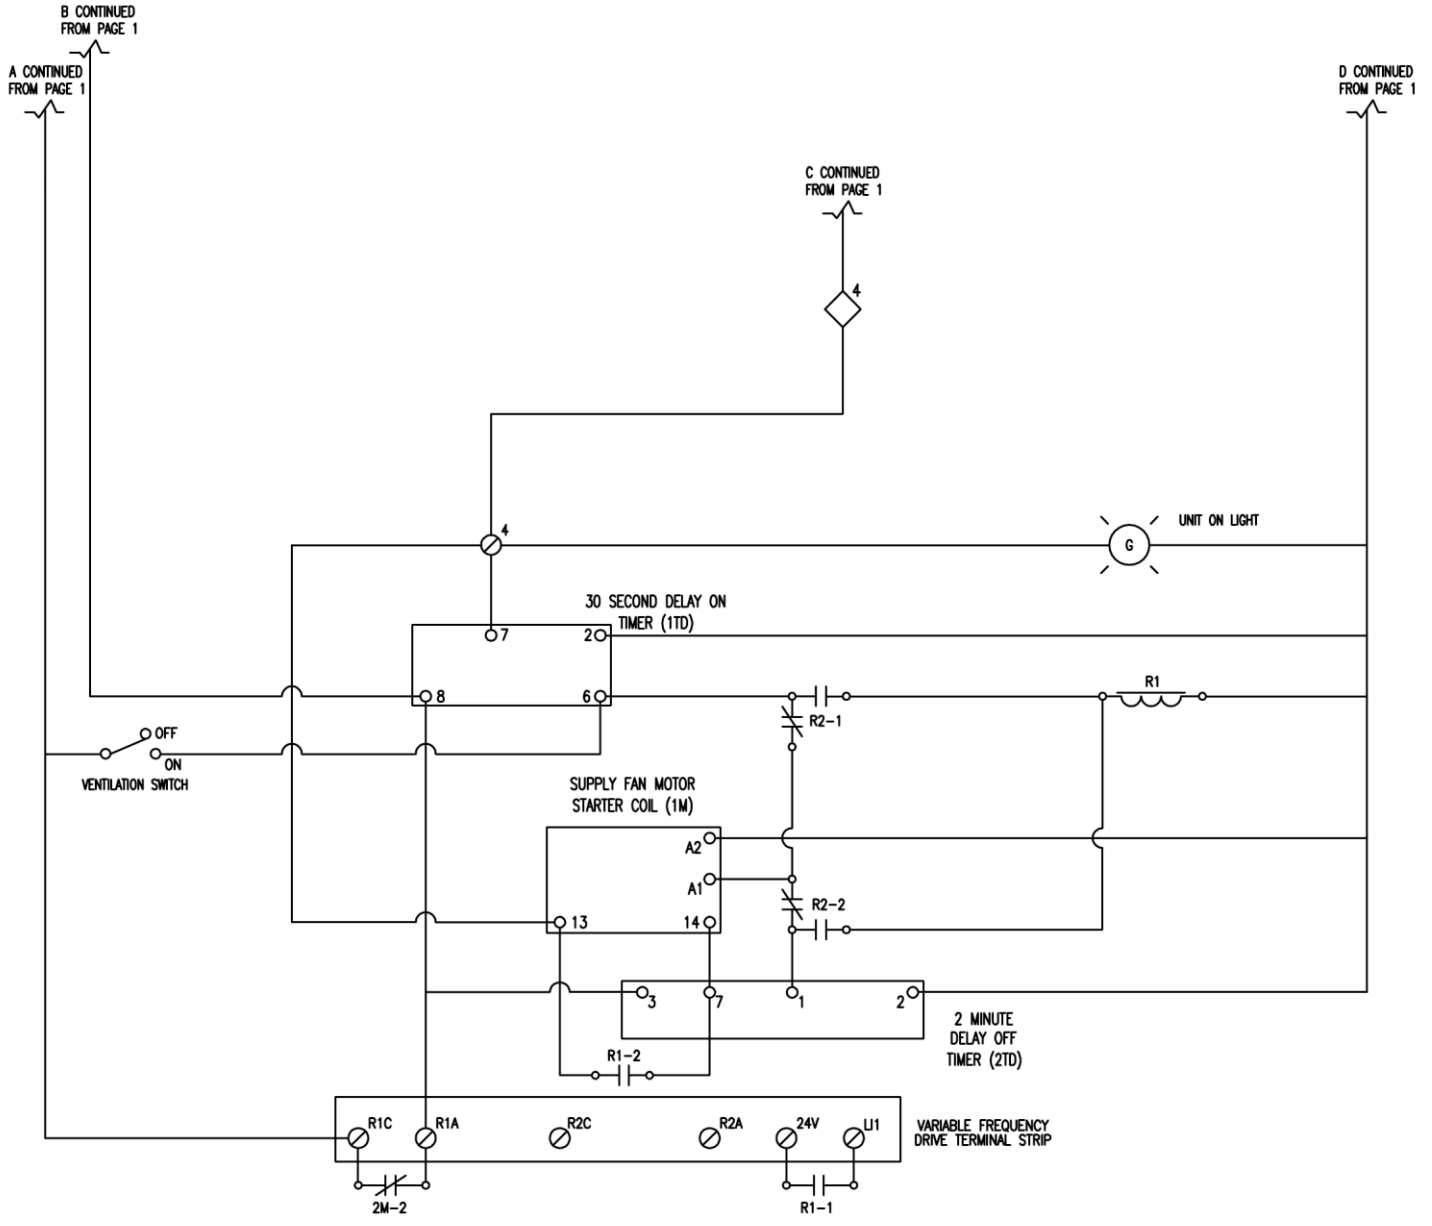 B CONTINUED
FROM PAGE 1
A CONTINUED
FROM PAGE 1
D CONTINUED
FROM PAGE 1
C CONTINUED
FROM PAGE 1
4
4
UNIT ON LIGHT
G
30 SECOND DELAY ON
TIMER (1TD)
7
2
8
6
R1
R2-1
OFF
ON
VENTILATION SWITCH
SUPPLY FAN MOTOR
STARTER COIL (1M)
A2
A1
13
14
R2-2
3
7
1
2
2 MINUTE
DELAY OFF
TIMER (2TD)
R1-2
R1C
R1A
R2C
R2A
24V
LI1
VARIABLE FREQUENCY
DRIVE TERMINAL STRIP
2M-2
R1-1